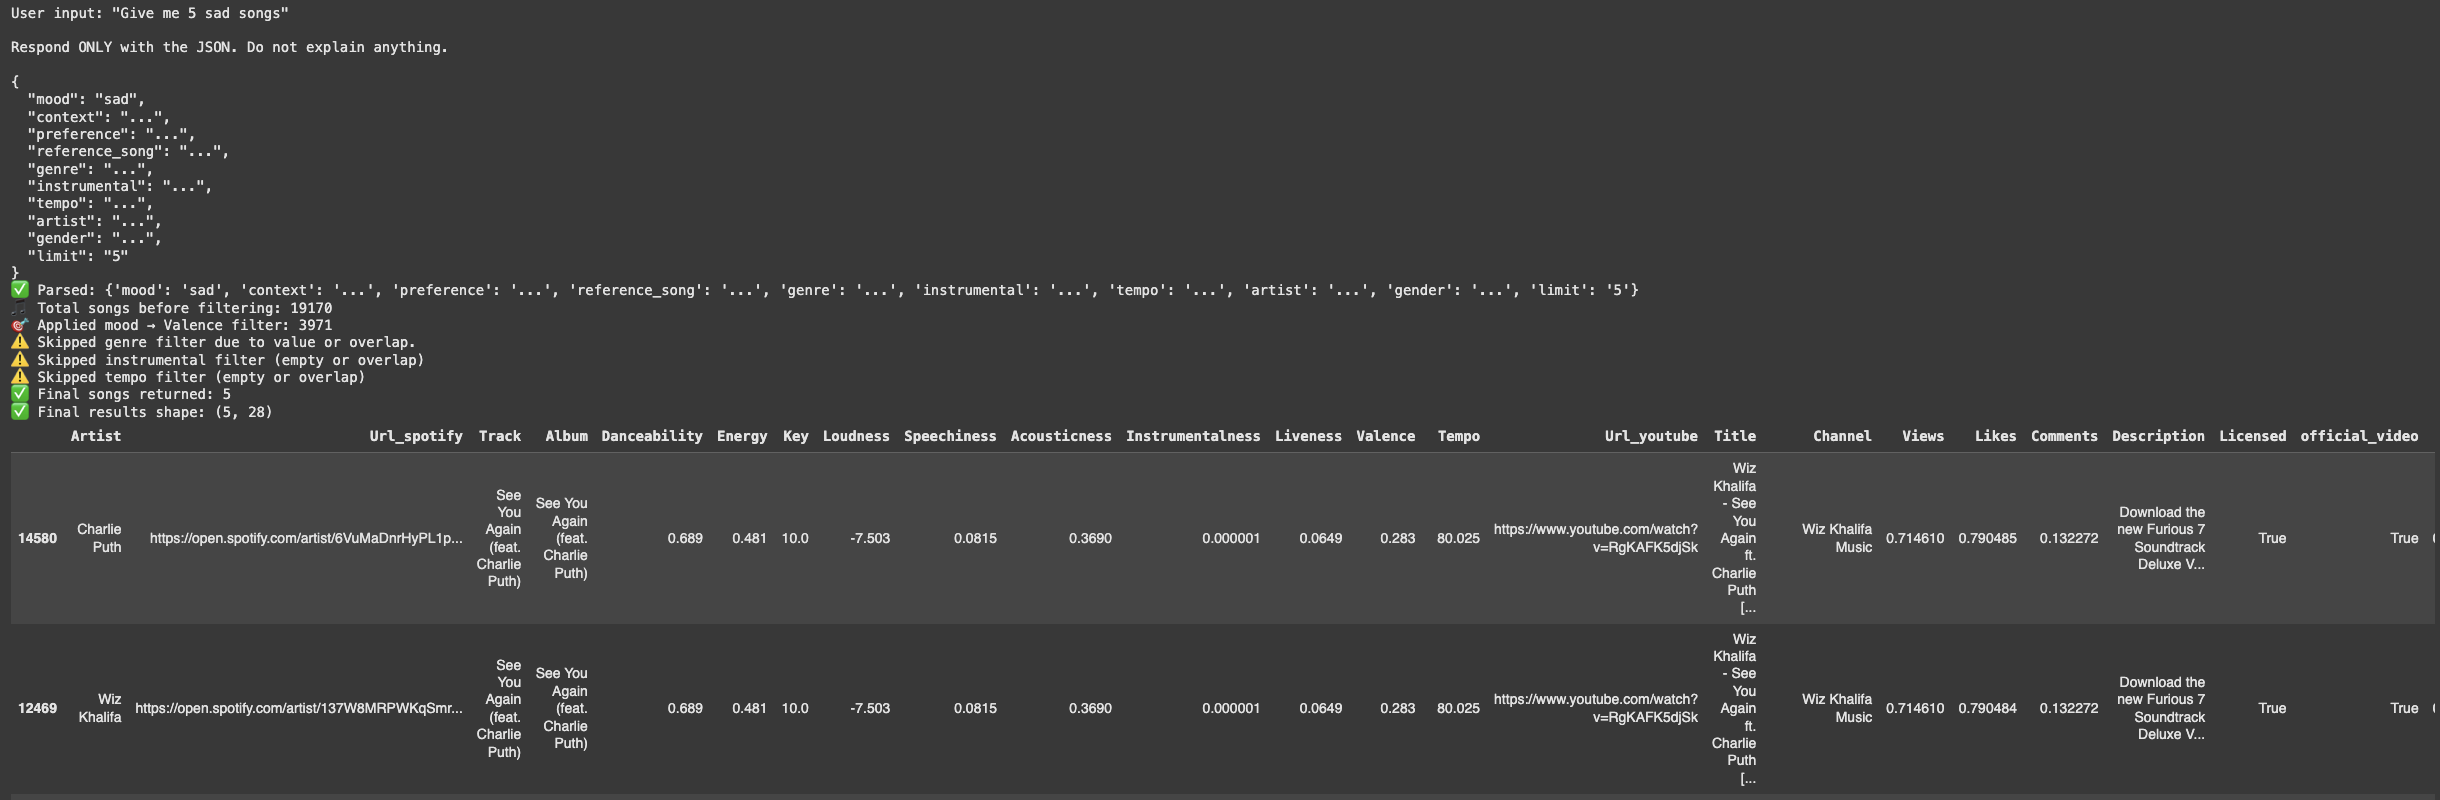 User input: "Give me 5 sad songs"
Respond ONLY with the JSON. Do not explain anything.
{
  "mood": "sad",
  "context": "...",
  "preference": "...",
  "reference_song": "...",
  "genre": "...",
  "instrumental": "...",
  "tempo": "...",
  "artist": "...",
  "gender": "...",
  "limit": "5"
}
✅ Parsed: {'mood': 'sad', 'context': '...', 'preference': '...', 'reference_song': '...', 'genre': '...', 'instrumental': '...', 'tempo': '...', 'artist': '...', 'gender': '...', 'limit': '5'}
🎵 Total songs before filtering: 19170
🎯 Applied mood → Valence filter: 3971
⚠️ Skipped genre filter due to value or overlap.
⚠️ Skipped instrumental filter (empty or overlap)
⚠️ Skipped tempo filter (empty or overlap)
✅ Final songs returned: 5
✅ Final results shape: (5, 28)
Artist Url_spotify Track Album Danceability Energy Key Loudness Speechiness Acousticness Instrumentalness Liveness Valence Tempo Url_youtube Title Channel Views Likes Comments Description Licensed official_video
14580
Charlie
Puth
https://open.spotify.com/artist/6VuMaDnrHyPL1p...
See
You
Again
(feat.
Charlie
Puth)
See You
Again
(feat.
Charlie
Puth)
0.689 0.481 10.0 -7.503 0.0815 0.3690 0.000001 0.0649 0.283 80.025
https://www.youtube.com/watch?
v=RgKAFK5djSk
Wiz
Khalifa
- See
You
Again
ft.
Charlie
Puth
[...
Wiz Khalifa
Music
0.714610 0.790485 0.132272
Download the
new Furious 7
Soundtrack
Deluxe V...
True True
12469
Wiz
Khalifa
https://open.spotify.com/artist/137W8MRPWKqSmr...
See
You
Again
(feat.
Charlie
Puth)
See You
Again
(feat.
Charlie
Puth)
0.689 0.481 10.0 -7.503 0.0815 0.3690 0.000001 0.0649 0.283 80.025
https://www.youtube.com/watch?
v=RgKAFK5djSk
Wiz
Khalifa
- See
You
Again
ft.
Charlie
Puth
[...
Wiz Khalifa
Music
0.714610 0.790484 0.132272
Download the
new Furious 7
Soundtrack
Deluxe V...
True True